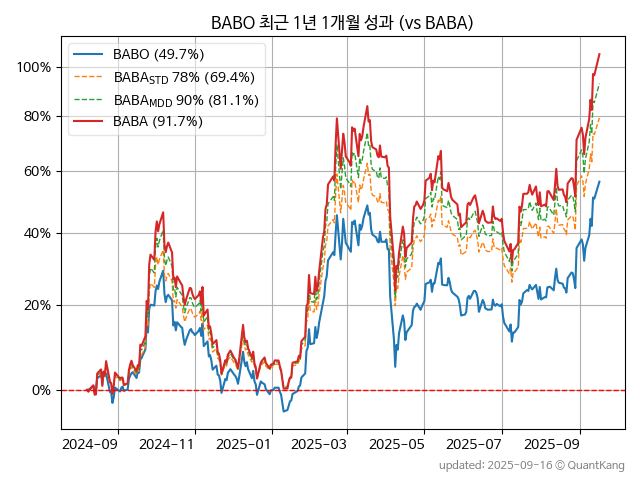 BABO 최근 1년 1개월 성과 (vs BABA)
BABO (49.7%)
BABA_STD 78% (69.4%)
BABA_MDD 90% (81.1%)
BABA (91.7%)
100%
80%
60%
40%
20%
0%
2024-09 2024-11 2025-01 2025-03 2025-05 2025-07 2025-09
updated: 2025-09-16 © QuantKang